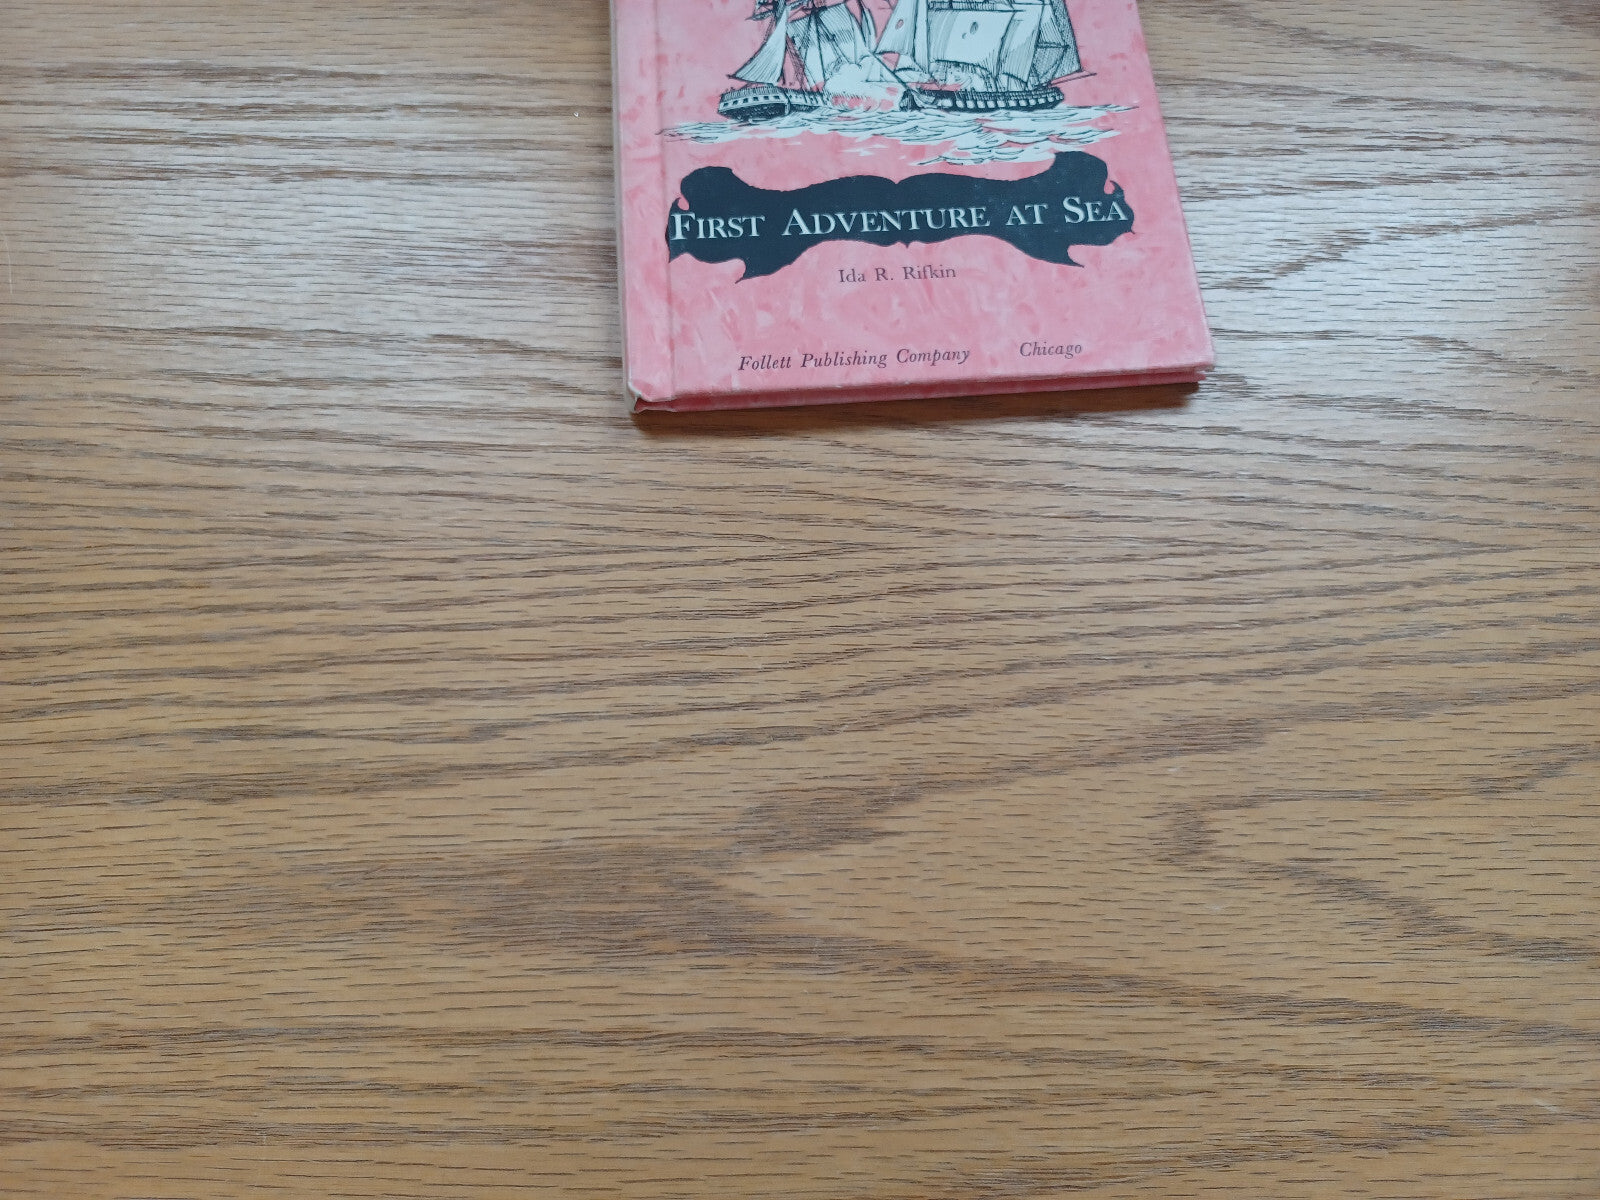 First Adventure at Sea
Ida R. Rifkin
Follett Publishing Company Chicago